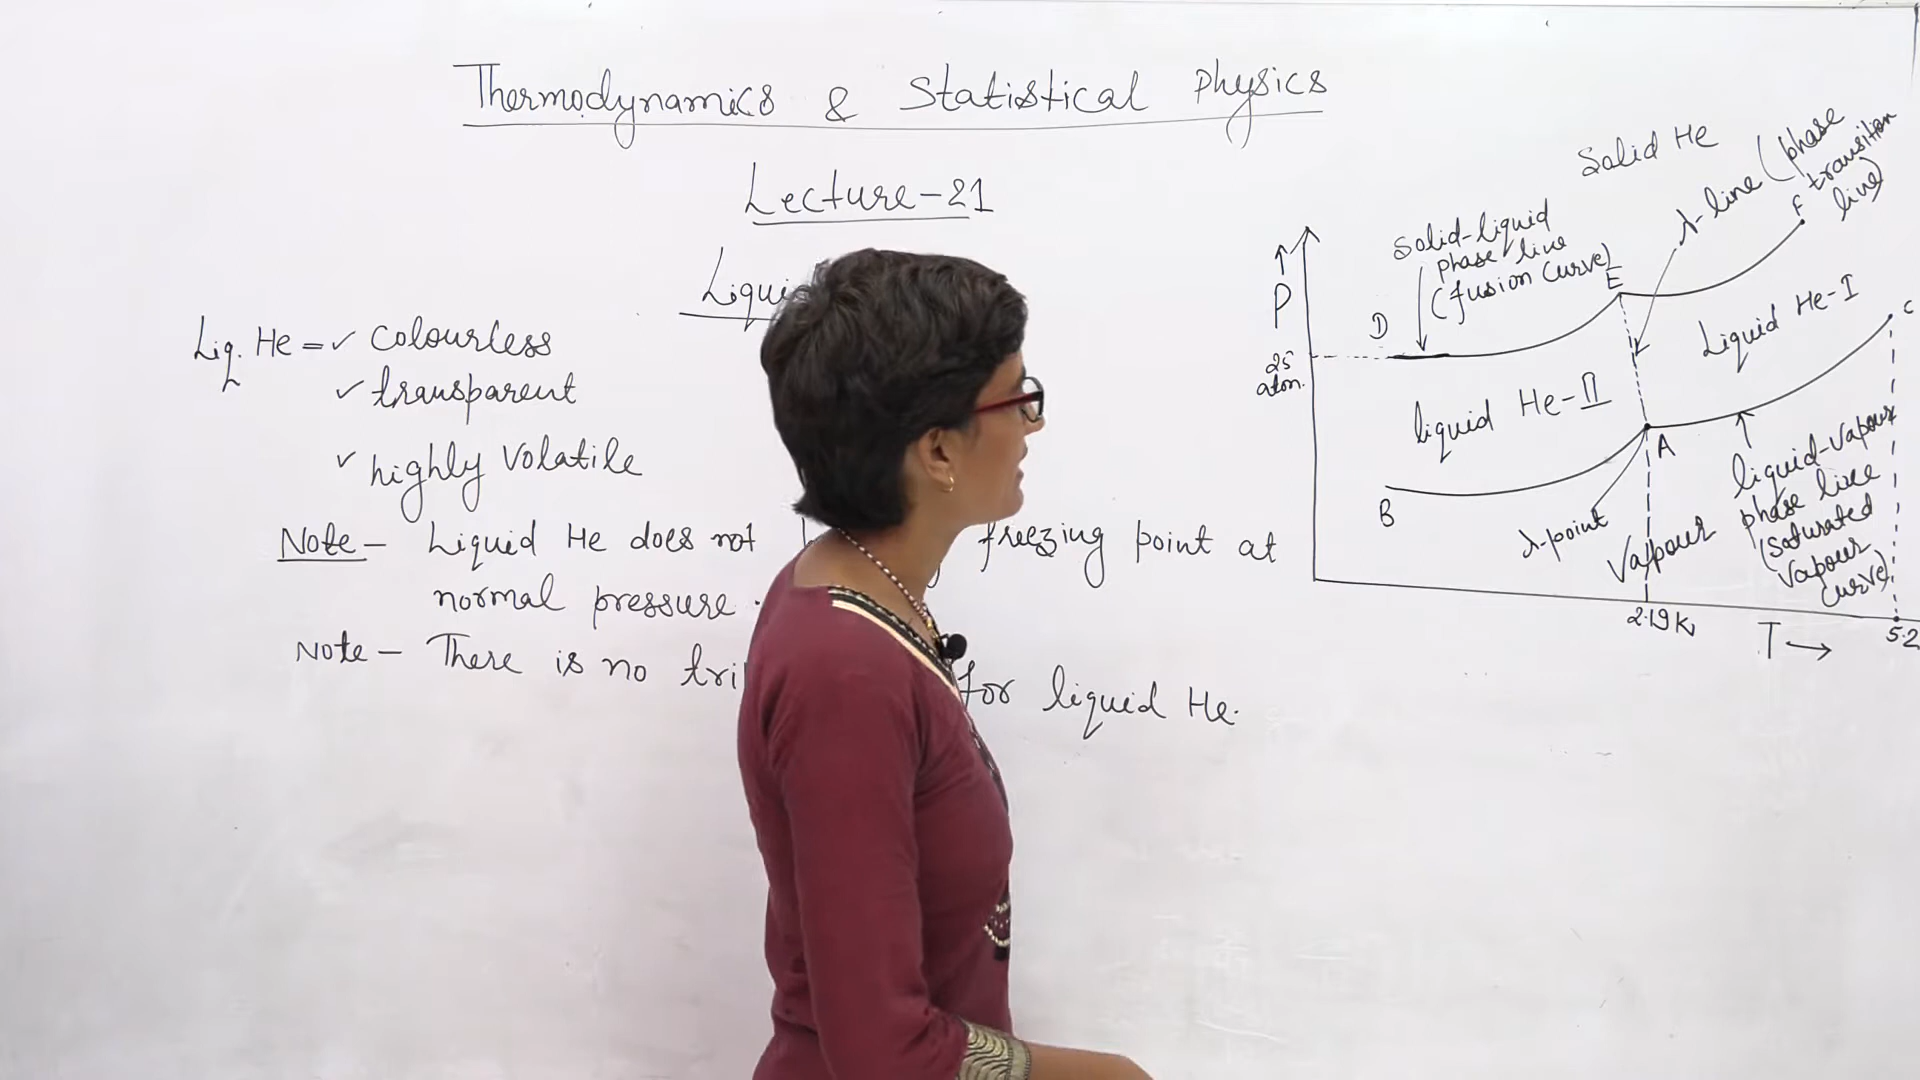 Thermodynamics & Statistical Physics
Lecture-21
Liq. He = ✓ Colourless
✓ transparent
✓ highly Volatile
Note - Liquid He does not freezing point at
normal pressure.
Note - There is no for liquid He.
Solid He
λ-line (phase
transition
line)
Solid-liquid
phase line
(fusion Curve)
↑
P
25
atm.
D
E
F
Liquid He-I
C
liquid He-II
A
B
λ-point
Vapour
liquid-Vapour
phase line
(Saturated
Vapour
Curve)
2.19K
T →
5.2